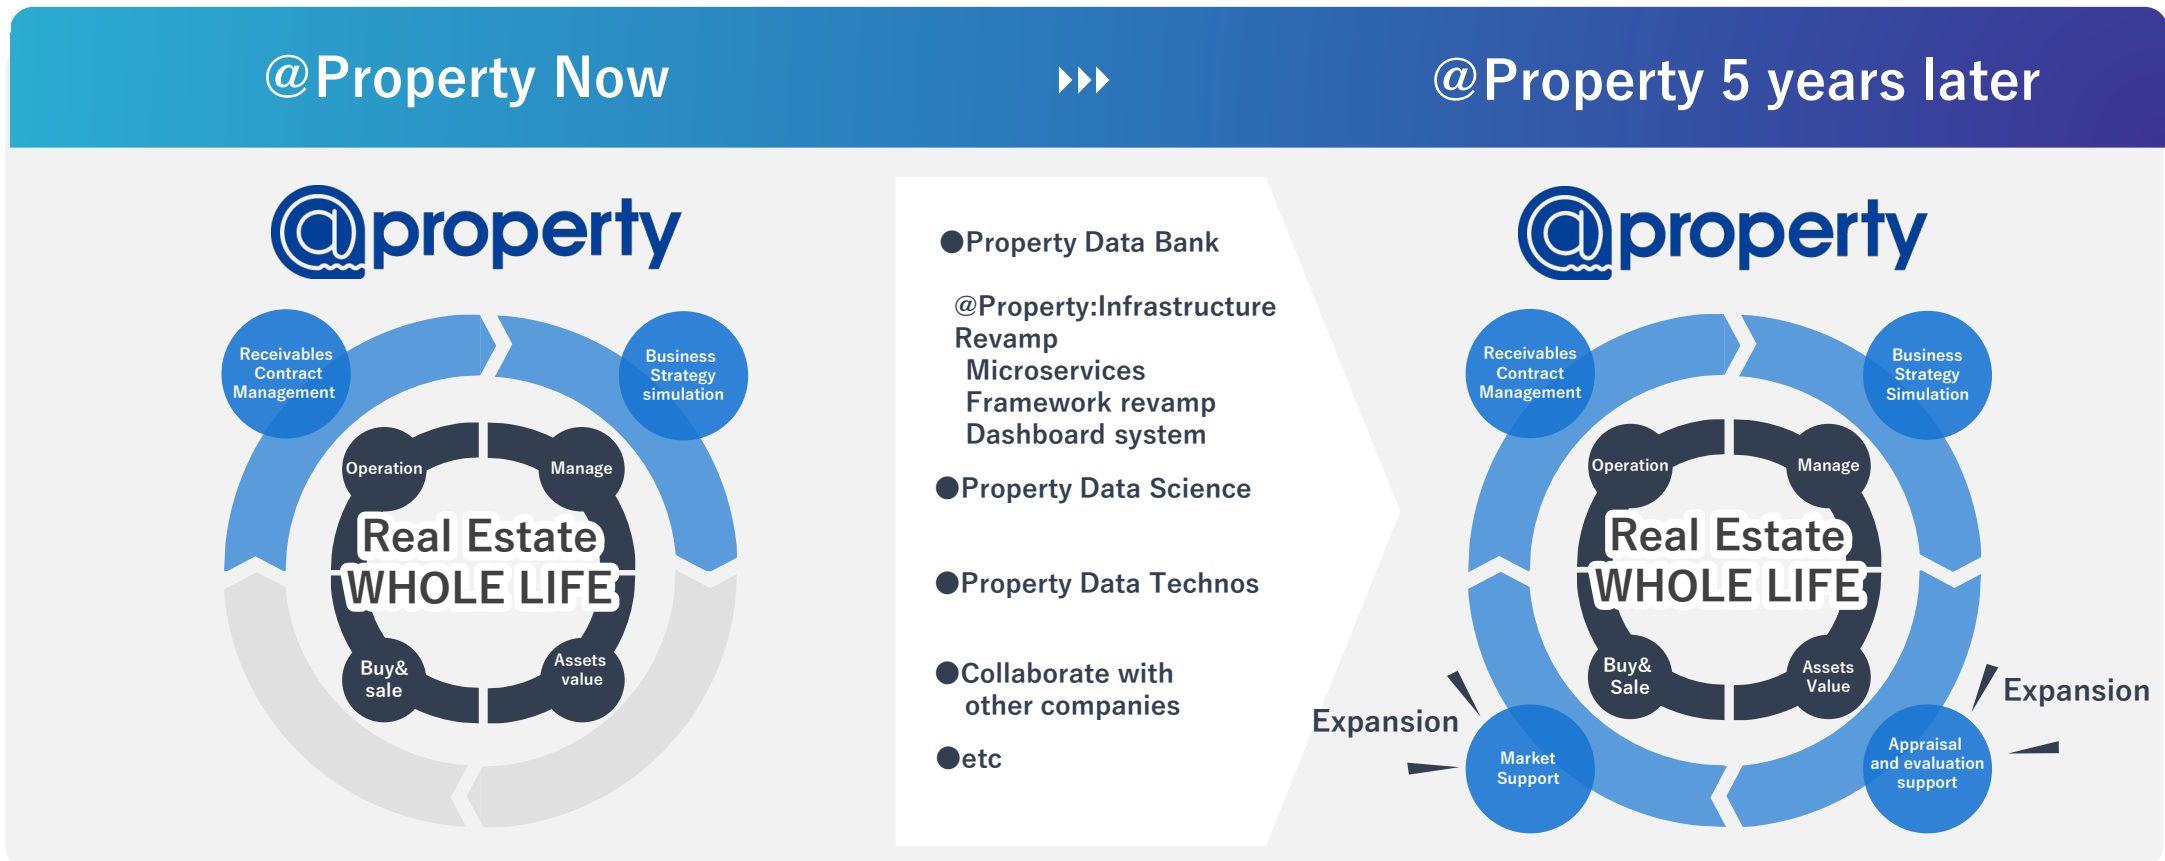 @Property Now
@Property 5 years later
@property
Receivables
Contract
Management
Business
Strategy
simulation
Operation
Manage
Real Estate
WHOLE LIFE
Buy&
sale
Assets
value
●Property Data Bank
@Property:Infrastructure
Revamp
Microservices
Framework revamp
Dashboard system
●Property Data Science
●Property Data Technos
●Collaborate with
other companies
●etc
@property
Receivables
Contract
Management
Business
Strategy
Simulation
Operation
Manage
Real Estate
WHOLE LIFE
Buy&
Sale
Assets
Value
Expansion
Market
Support
Expansion
Appraisal
and evaluation
support